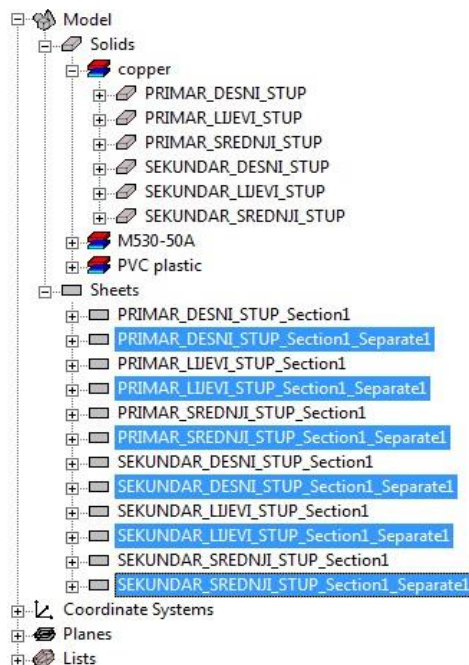 Model
Solids
copper
PRIMAR_DESNI_STUP
PRIMAR_LIJEVI_STUP
PRIMAR_SREDNJI_STUP
SEKUNDAR_DESNI_STUP
SEKUNDAR_LIJEVI_STUP
SEKUNDAR_SREDNJI_STUP
M530-50A
PVC plastic
Sheets
PRIMAR_DESNI_STUP_Section1
PRIMAR_DESNI_STUP_Section1_Separate1
PRIMAR_LIJEVI_STUP_Section1
PRIMAR_LIJEVI_STUP_Section1_Separate1
PRIMAR_SREDNJI_STUP_Section1
PRIMAR_SREDNJI_STUP_Section1_Separate1
SEKUNDAR_DESNI_STUP_Section1
SEKUNDAR_DESNI_STUP_Section1_Separate1
SEKUNDAR_LIJEVI_STUP_Section1
SEKUNDAR_LIJEVI_STUP_Section1_Separate1
SEKUNDAR_SREDNJI_STUP_Section1
SEKUNDAR_SREDNJI_STUP_Section1_Separate1
Coordinate Systems
Planes
Lists